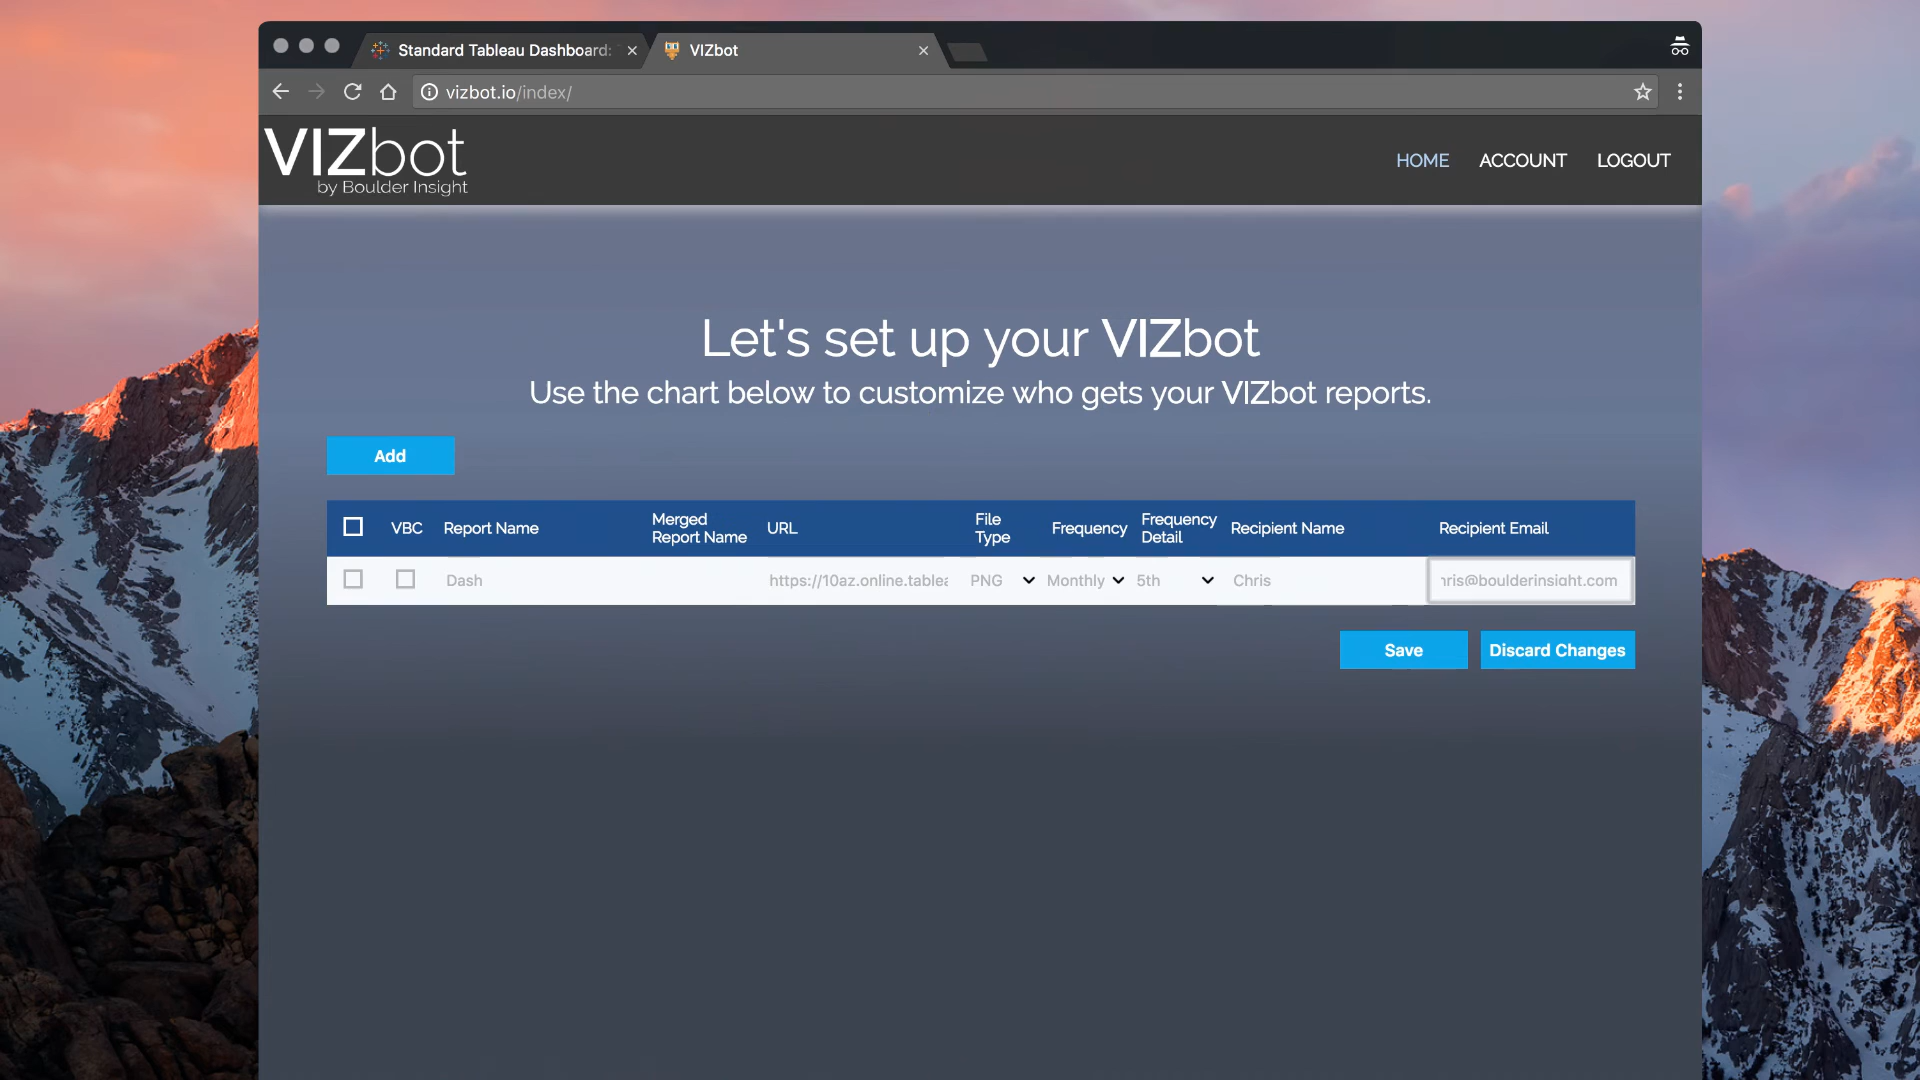 Standard Tableau Dashboard:
VIZbot
vizbot.io/index/
VIZbot
by Boulder Insight
HOME
ACCOUNT
LOGOUT
Let's set up your VIZbot
Use the chart below to customize who gets your VIZbot reports.
Add
VBC
Report Name
Merged
Report Name
URL
File
Type
Frequency
Frequency
Detail
Recipient Name
Recipient Email
Dash
https://10az.online.tablea
PNG
Monthly
5th
Chris
hris@boulderinsight.com
Save
Discard Changes